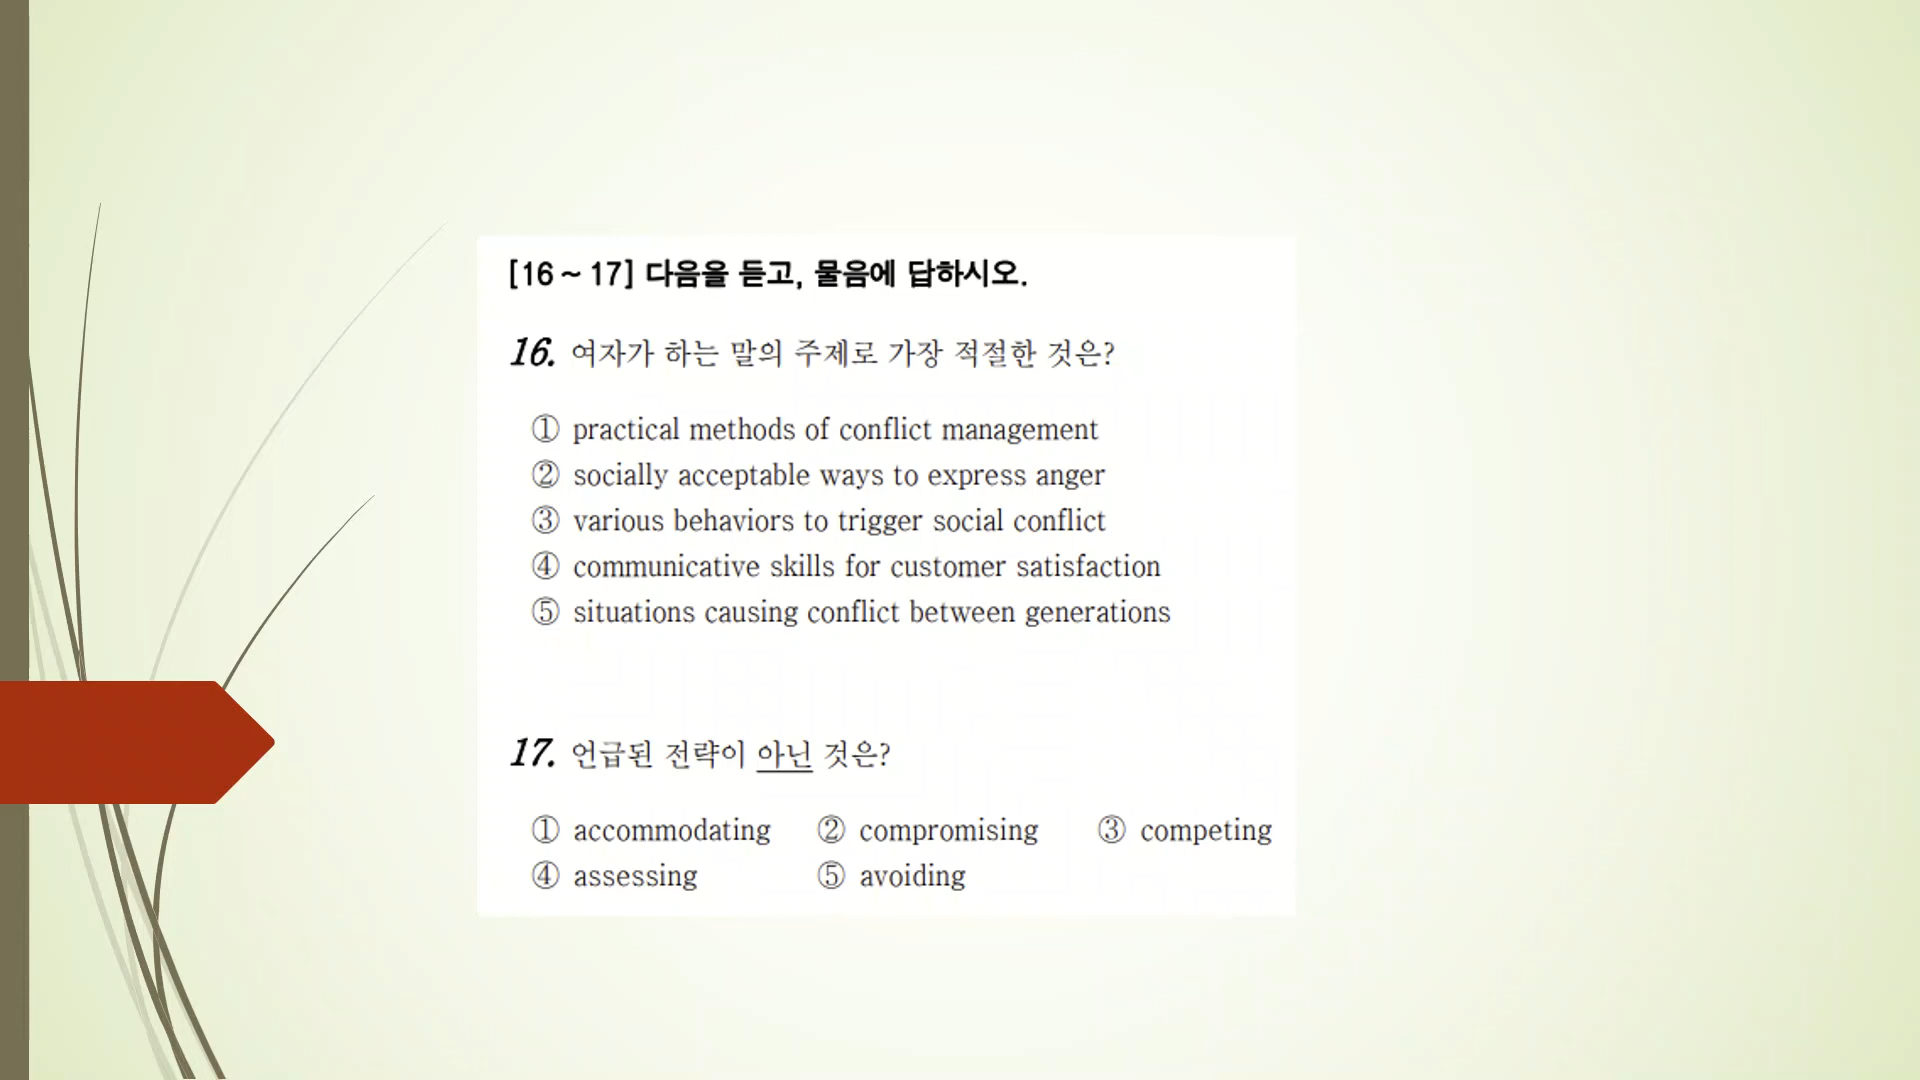 [16 ~ 17] 다음을 듣고, 물음에 답하시오.
16. 여자가 하는 말의 주제로 가장 적절한 것은?
① practical methods of conflict management
② socially acceptable ways to express anger
③ various behaviors to trigger social conflict
④ communicative skills for customer satisfaction
⑤ situations causing conflict between generations
17. 언급된 전략이 아닌 것은?
① accommodating ② compromising ③ competing
④ assessing ⑤ avoiding